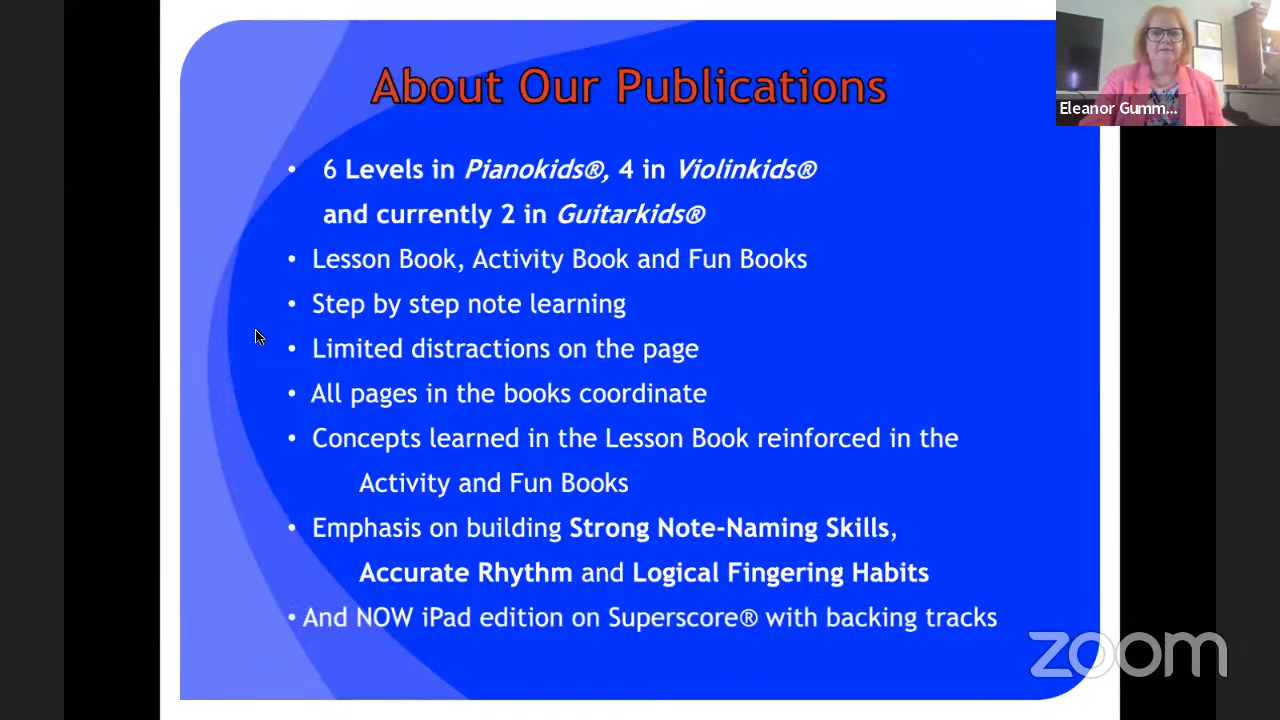 About Our Publications
Eleanor Gumm...
• 6 Levels in Pianokids®, 4 in Violinkids®
and currently 2 in Guitarkids®
• Lesson Book, Activity Book and Fun Books
• Step by step note learning
• Limited distractions on the page
• All pages in the books coordinate
• Concepts learned in the Lesson Book reinforced in the
Activity and Fun Books
• Emphasis on building Strong Note-Naming Skills,
Accurate Rhythm and Logical Fingering Habits
• And NOW iPad edition on Superscore® with backing tracks
zoom